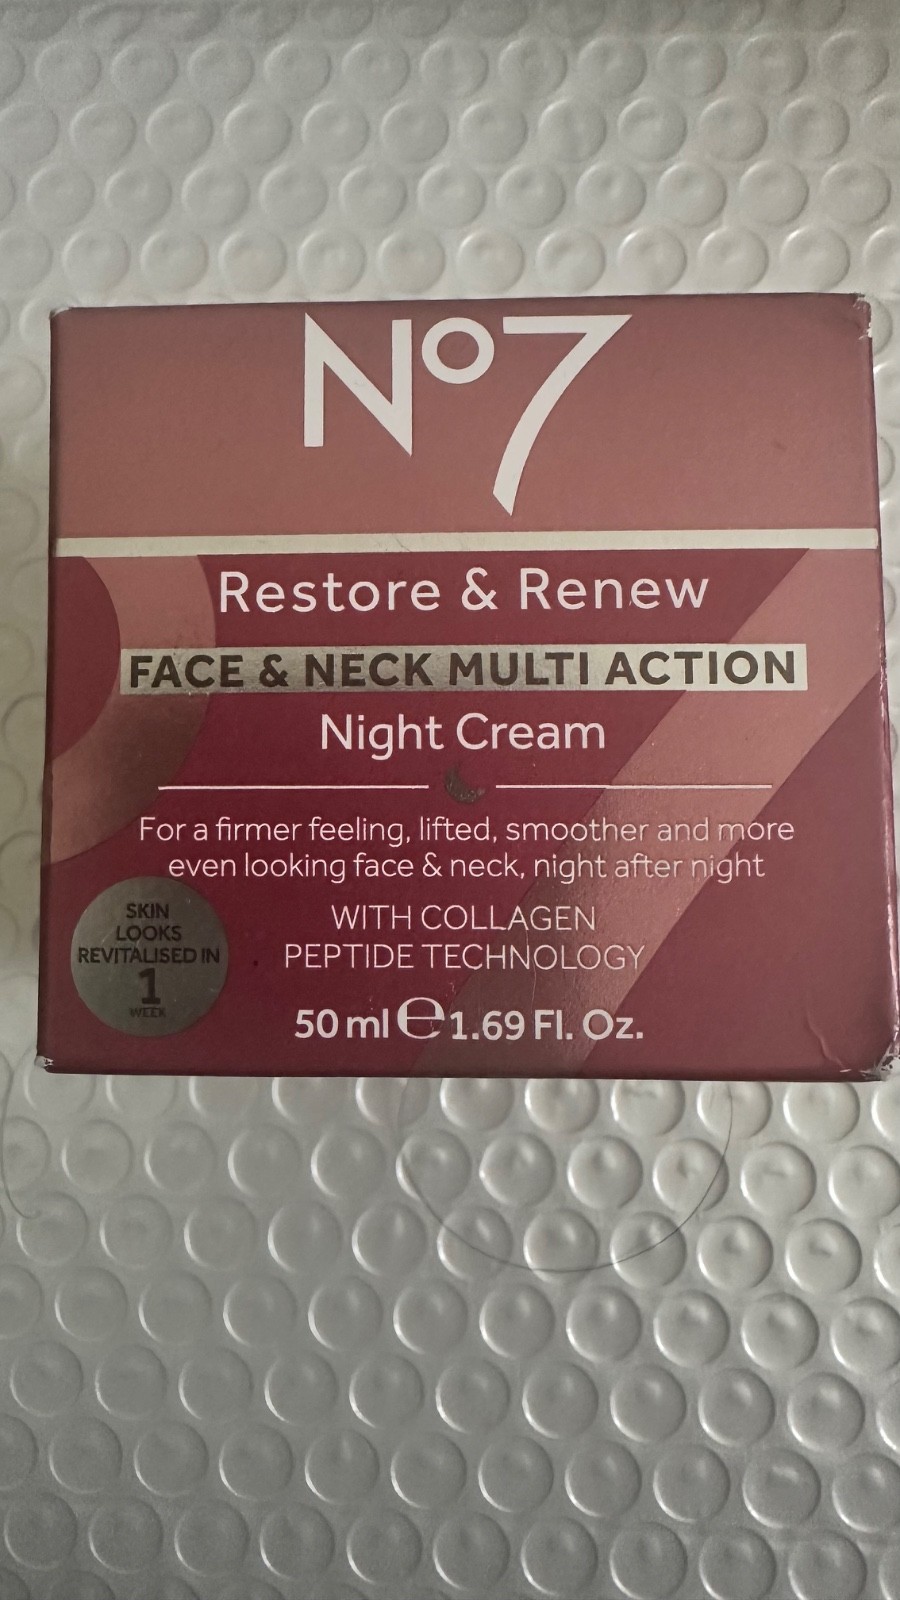 No7
Restore & Renew
FACE & NECK MULTI ACTION
Night Cream
For a firmer feeling, lifted, smoother and more
even looking face & neck, night after night
WITH COLLAGEN
PEPTIDE TECHNOLOGY
50 ml ℮ 1.69 Fl. Oz.
SKIN
LOOKS
REVITALISED IN
1
WEEK